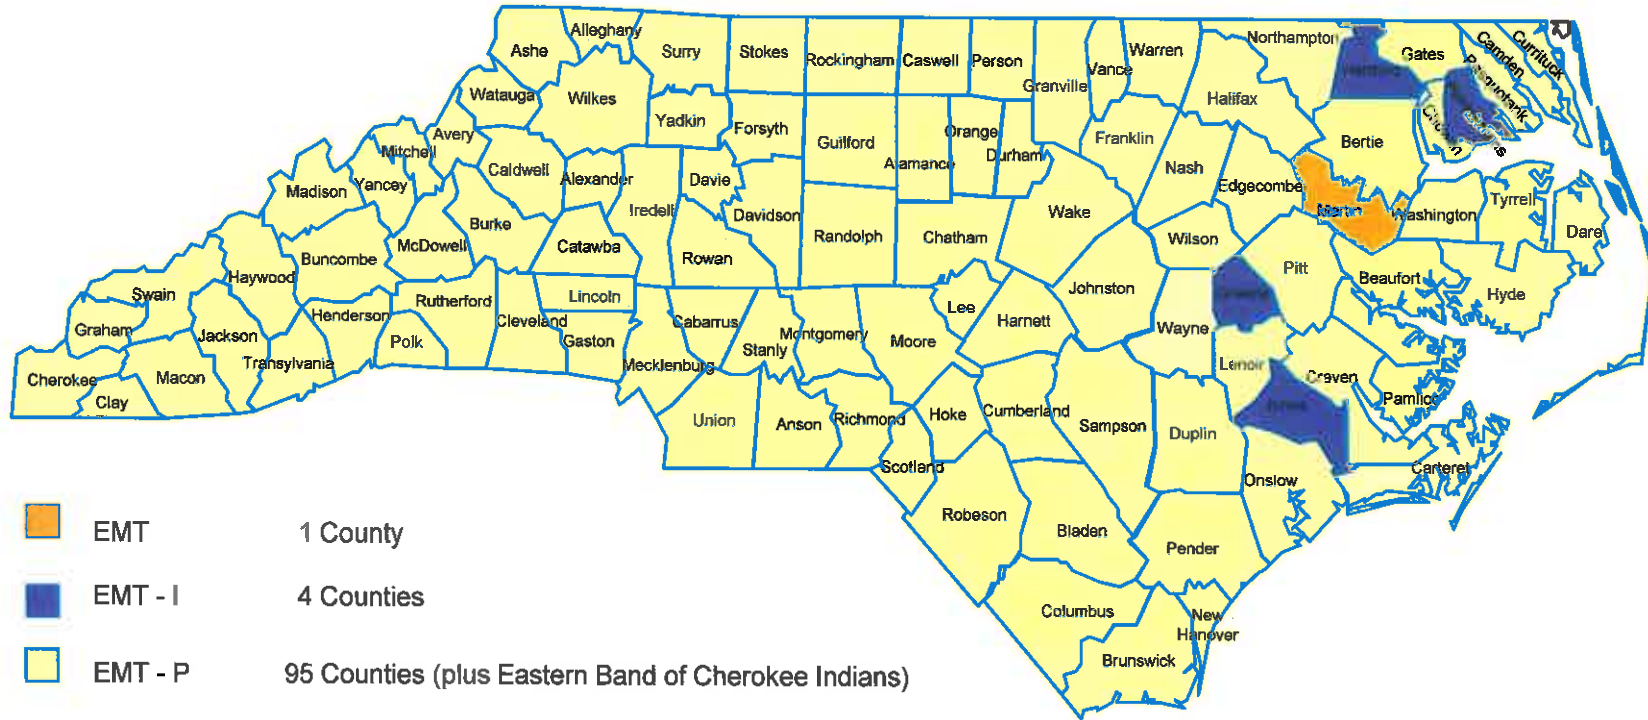 Alleghany
Ashe
Surry
Stokes
Rockingham
Caswell
Person
Granville
Vance
Warren
Northampton
Hertford
Gates
Camden
Currituck
Pasquotank
Watauga
Wilkes
Yadkin
Forsyth
Guilford
Alamance
Orange
Durham
Franklin
Halifax
Bertie
Avery
Mitchell
Yancey
Madison
Caldwell
Alexander
Iredell
Davie
Davidson
Nash
Edgecombe
Martin
Washington
Tyrrell
Dare
Burke
McDowell
Buncombe
Haywood
Swain
Graham
Catawba
Rowan
Randolph
Chatham
Wake
Wilson
Pitt
Beaufort
Hyde
Lincoln
Rutherford
Cleveland
Gaston
Henderson
Polk
Jackson
Transylvania
Macon
Cherokee
Clay
Mecklenburg
Cabarrus
Stanly
Montgomery
Moore
Lee
Harnett
Johnston
Wayne
Lenoir
Craven
Pamlico
Jones
Carteret
Union
Anson
Richmond
Scotland
Hoke
Cumberland
Sampson
Duplin
Onslow
Robeson
Bladen
Pender
Columbus
New
Hanover
Brunswick
EMT 1 County
EMT - I 4 Counties
EMT - P 95 Counties (plus Eastern Band of Cherokee Indians)